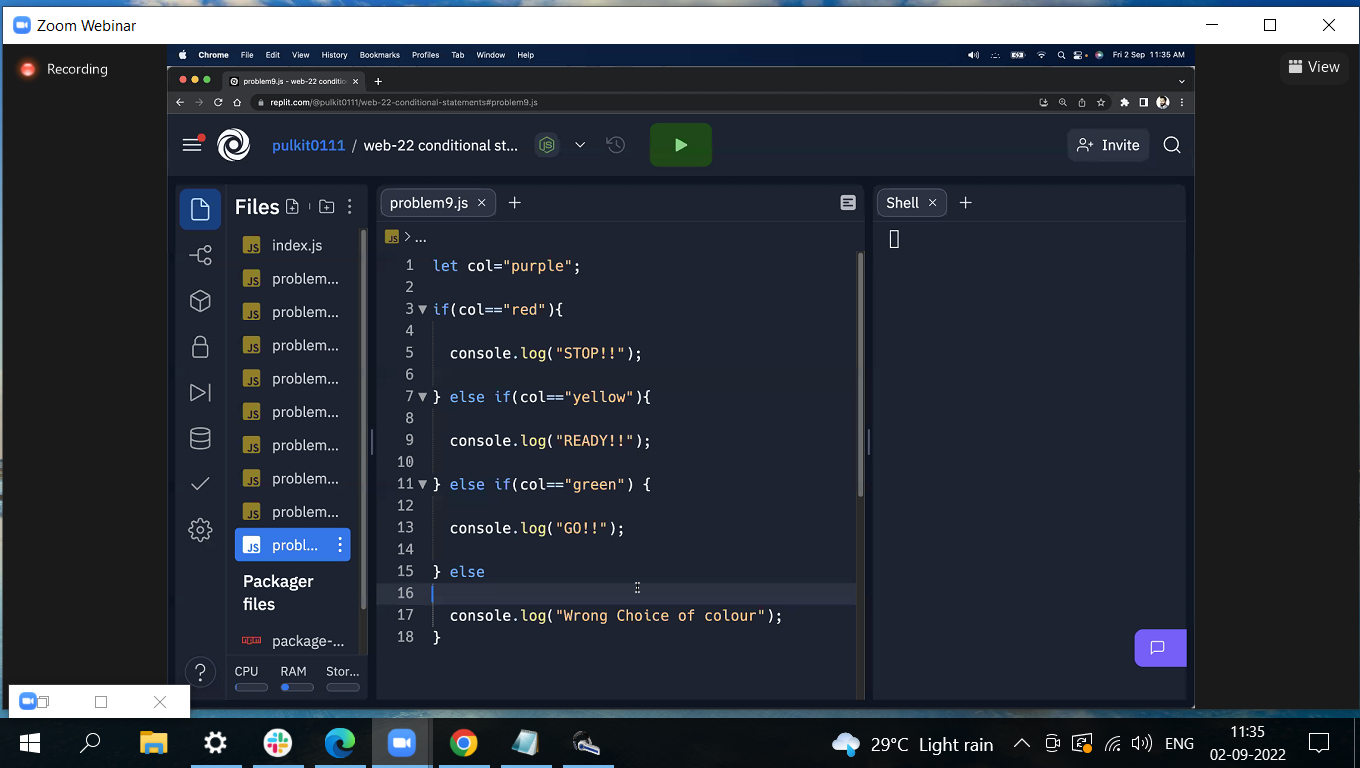 Zoom Webinar
Recording
View
Chrome File Edit View History Bookmarks Profiles Tab Window Help
Fri 2 Sep 11:35 AM
problem9.js - web-22 conditio
replit.com/@pulkit0111/web-22-conditional-statements#problem9.js
pulkit0111 / web-22 conditional st...
Invite
Files
index.js
problem...
problem...
problem...
problem...
problem...
problem...
problem...
problem...
probl...
Packager
files
package-...
CPU RAM Stor...
problem9.js
JS > ...
1 let col="purple";
2
3 if(col=="red"){
4
5 console.log("STOP!!");
6
7 } else if(col=="yellow"){
8
9 console.log("READY!!");
10
11 } else if(col=="green") {
12
13 console.log("GO!!");
14
15 } else
16
17 console.log("Wrong Choice of colour");
18 }
Shell
29°C Light rain
ENG
11:35
02-09-2022